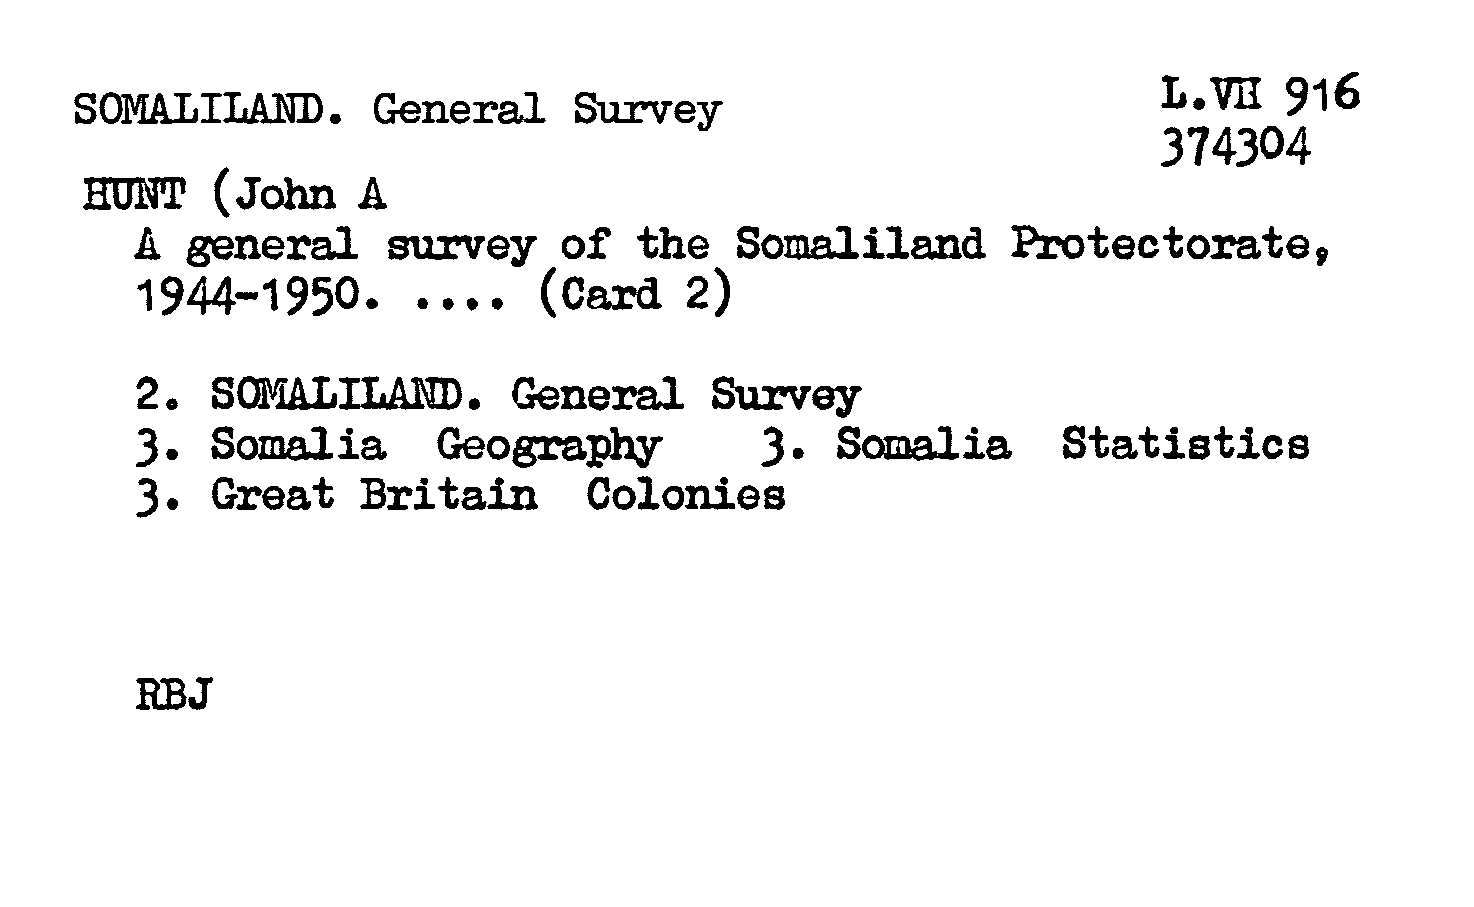 SOMALILAND. General Survey
L.VII 916
374304
HUNT (John A
A general survey of the Somaliland Protectorate,
1944-1950. .... (Card 2)
2. SOMALILAND. General Survey
3. Somalia Geography 3. Somalia Statistics
3. Great Britain Colonies
RBJ